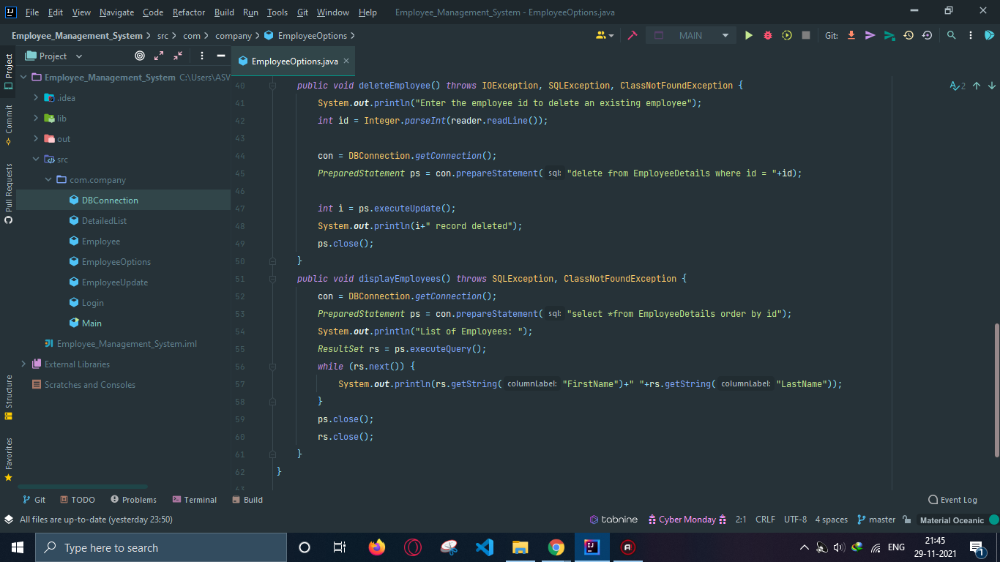 File Edit View Navigate Code Refactor Build Run Tools Git Window Help Employee_Management_System - EmployeeOptions.java
Employee_Management_System > src > com > company > EmployeeOptions > MAIN Git:
Project
EmployeeOptions.java
Employee_Management_System C:\Users\ASV
.idea
lib
out
src
com.company
DBConnection
DetailedList
Employee
EmployeeOptions
EmployeeUpdate
Login
Main
Employee_Management_System.iml
External Libraries
Scratches and Consoles
Project
Commit
Pull Requests
Structure
Favorites
40 public void deleteEmployee() throws IOException, SQLException, ClassNotFoundException {
41 System.out.println("Enter the employee id to delete an existing employee");
42 int id = Integer.parseInt(reader.readLine());
43
44 con = DBConnection.getConnection();
45 PreparedStatement ps = con.prepareStatement( sql: "delete from EmployeeDetails where id = "+id);
46
47 int i = ps.executeUpdate();
48 System.out.println(i+" record deleted");
49 ps.close();
50 }
51 public void displayEmployees() throws SQLException, ClassNotFoundException {
52 con = DBConnection.getConnection();
53 PreparedStatement ps = con.prepareStatement( sql: "select *from EmployeeDetails order by id");
54 System.out.println("List of Employees: ");
55 ResultSet rs = ps.executeQuery();
56 while (rs.next()) {
57 System.out.println(rs.getString( columnLabel: "FirstName")+" "+rs.getString( columnLabel: "LastName"));
58 }
59 ps.close();
60 rs.close();
61 }
62 }
63
2
Git TODO Problems Terminal Build Event Log
All files are up-to-date (yesterday 23:50) tabnine Cyber Monday 2:1 CRLF UTF-8 4 spaces master Material Oceanic
Type here to search
ENG
21:45
29-11-2021
1